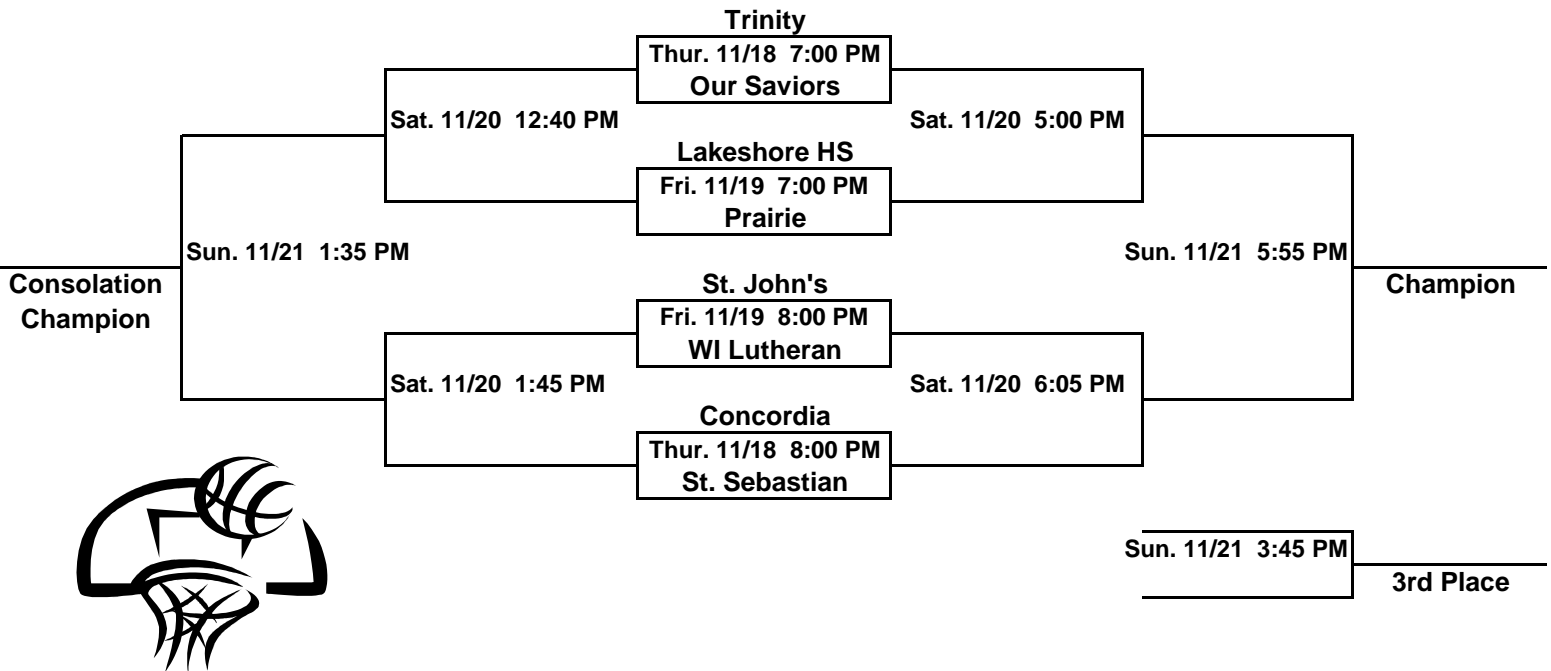 Trinity
Thur. 11/18 7:00 PM
Our Saviors
Sat. 11/20 12:40 PM
Sat. 11/20 5:00 PM
Lakeshore HS
Fri. 11/19 7:00 PM
Prairie
Sun. 11/21 1:35 PM
Sun. 11/21 5:55 PM
Consolation
Champion
St. John's
Champion
Fri. 11/19 8:00 PM
WI Lutheran
Sat. 11/20 1:45 PM
Sat. 11/20 6:05 PM
Concordia
Thur. 11/18 8:00 PM
St. Sebastian
Sun. 11/21 3:45 PM
3rd Place